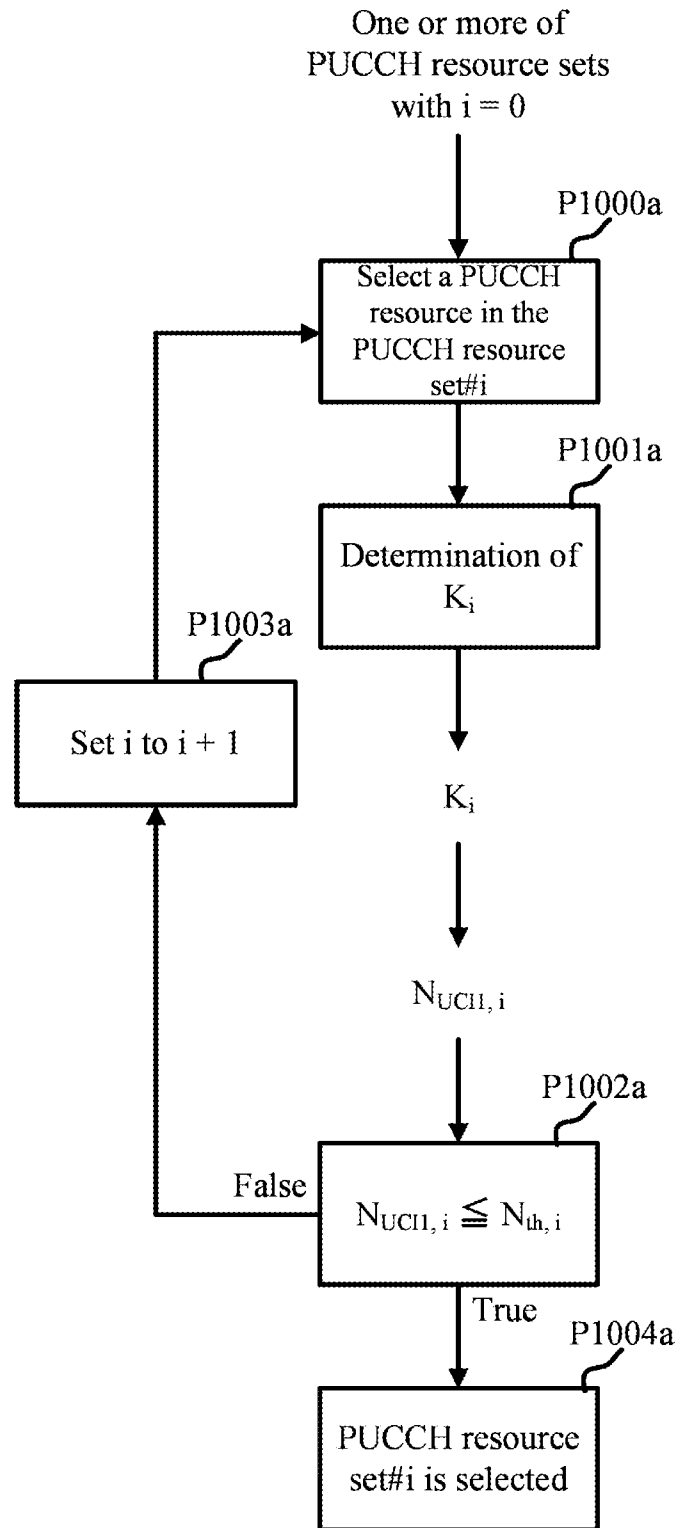 One or more of
PUCCH resource sets
with i = 0
P1000a
Select a PUCCH
resource in the
PUCCH resource
set#i
P1001a
Determination of
Ki
P1003a
Set i to i + 1
Ki
NUCI1, i
P1002a
False
NUCI1, i ≦ Nth, i
True
P1004a
PUCCH resource
set#i is selected